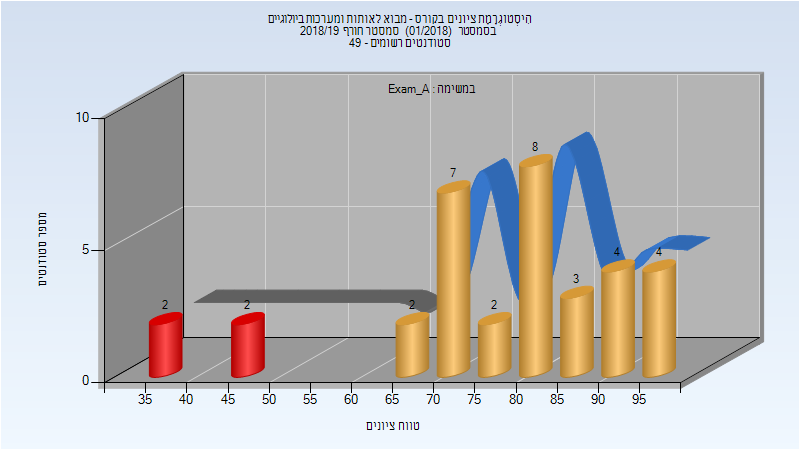 היסטוגרמת ציונים בקורס - מבוא לאותות ומערכות ביולוגיים
בסמסטר (01/2018) סמסטר חורף 2018/19
סטודנטים רשומים - 49
במשימה : Exam_A
מספר סטודנטים
10
5
0
2
2
2
7
2
8
3
4
4
35 40 45 50 55 60 65 70 75 80 85 90 95
טווח ציונים